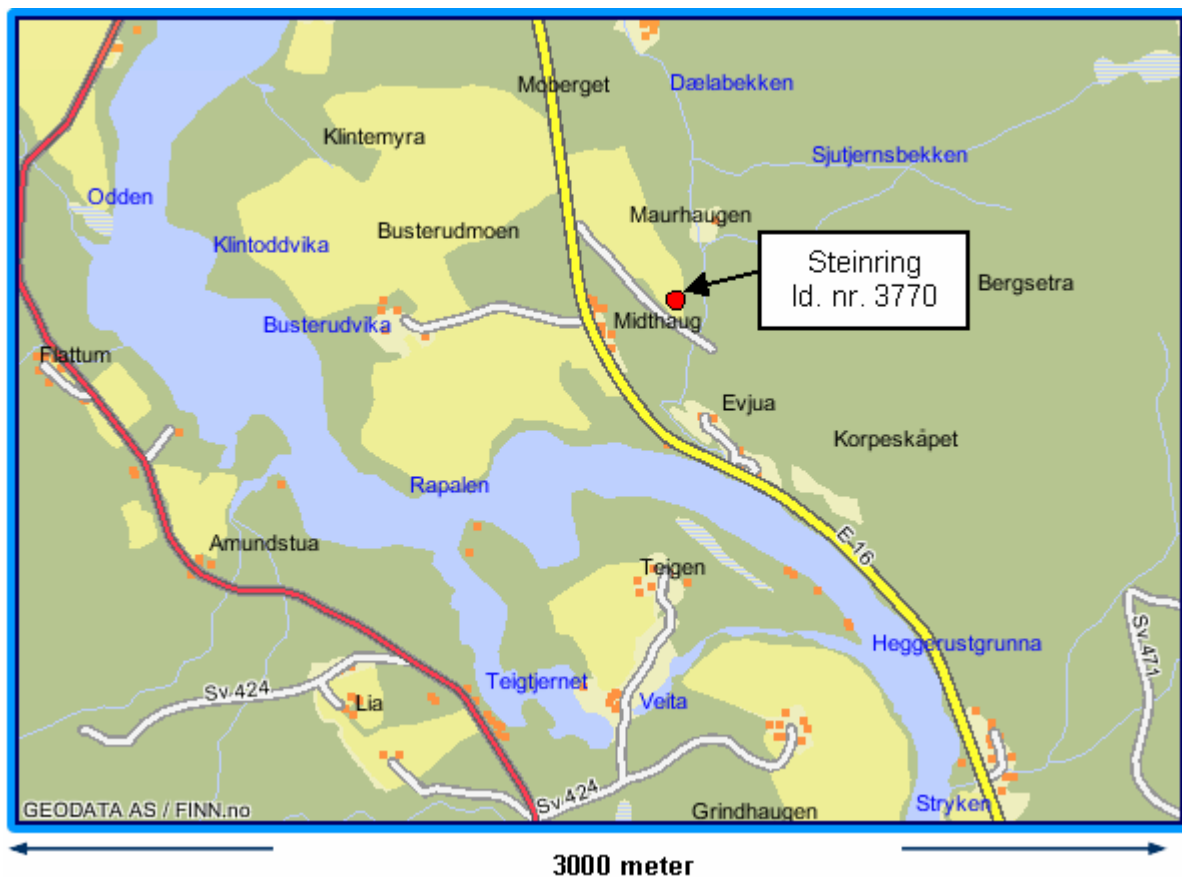 Moberget
Dælabekken
Klintemyra
Sjutjernsbekken
Odden
Maurhaugen
Busterudmoen
Klintoddvika
Steinring
Id. nr. 3770
Bergsetra
Busterudvika
Midthaug
Flattum
Evjua
Korpeskåpet
Rapalen
E 16
Amundstua
Teigen
Heggerustgrunna
Sv 471
Teigtjernet
Sv 424
Lia
Veita
Sv 424
Stryken
Grindhaugen
GEODATA AS / FINN.no
3000 meter